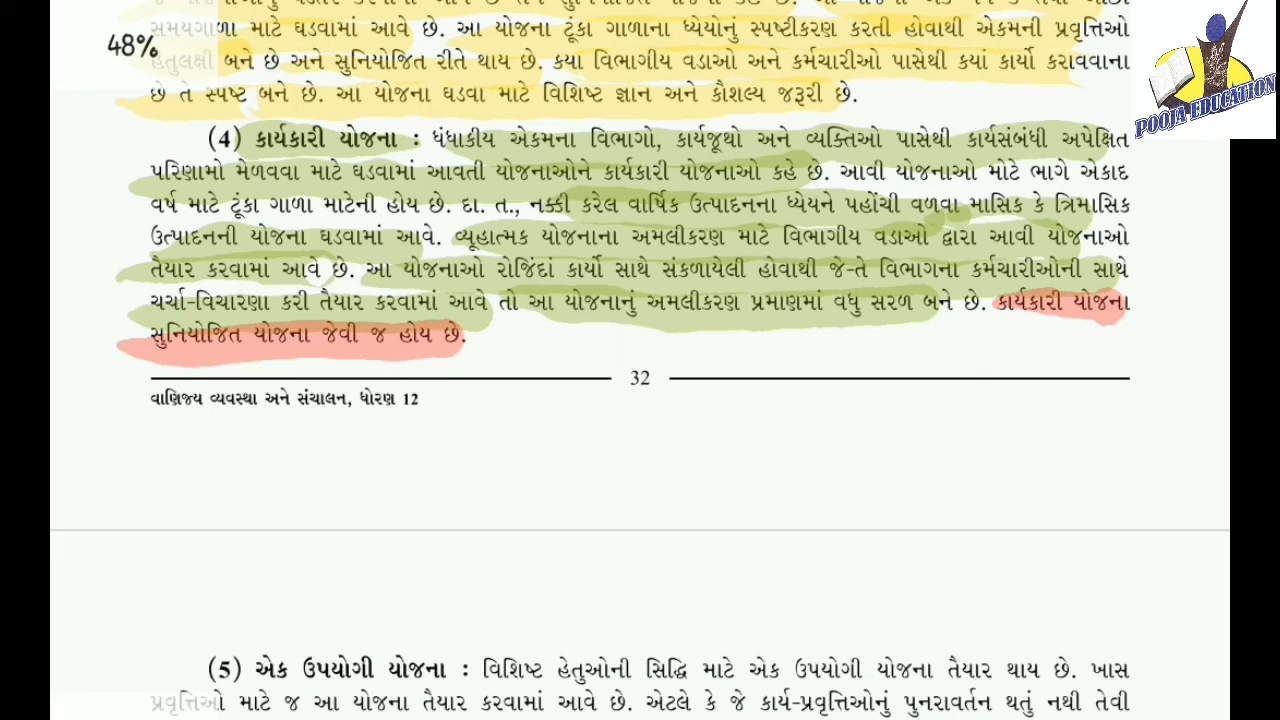 સમયગાળા માટે ઘડવામાં આવે છે. આ યોજના ટૂંકા ગાળાના ધ્યેયોનું સ્પષ્ટીકરણ કરતી હોવાથી એકમની પ્રવૃત્તિઓ
48%
હેતુલક્ષી બને છે અને સુનિયોજિત રીતે થાય છે. કયા વિભાગીય વડાઓ અને કર્મચારીઓ પાસેથી કયાં કાર્યો કરાવવાના
છે તે સ્પષ્ટ બને છે. આ યોજના ઘડવા માટે વિશિષ્ટ જ્ઞાન અને કૌશલ્ય જરૂરી છે.
POOJA EDUCATION
(4) કાર્યકારી યોજના : ધંધાકીય એકમના વિભાગો, કાર્યજૂથો અને વ્યક્તિઓ પાસેથી કાર્યસંબંધી અપેક્ષિત
પરિણામો મેળવવા માટે ઘડવામાં આવતી યોજનાઓને કાર્યકારી યોજનાઓ કહે છે. આવી યોજનાઓ મોટે ભાગે એકાદ
વર્ષ માટે ટૂંકા ગાળા માટેની હોય છે. દા. ત., નક્કી કરેલ વાર્ષિક ઉત્પાદનના ધ્યેયને પહોંચી વળવા માસિક કે ત્રિમાસિક
ઉત્પાદનની યોજના ઘડવામાં આવે. વ્યૂહાત્મક યોજનાના અમલીકરણ માટે વિભાગીય વડાઓ દ્વારા આવી યોજનાઓ
તૈયાર કરવામાં આવે છે. આ યોજનાઓ રોજિંદાં કાર્યો સાથે સંકળાયેલી હોવાથી જે-તે વિભાગના કર્મચારીઓની સાથે
ચર્ચા-વિચારણા કરી તૈયાર કરવામાં આવે તો આ યોજનાનું અમલીકરણ પ્રમાણમાં વધુ સરળ બને છે. કાર્યકારી યોજના
સુનિયોજિત યોજના જેવી જ હોય છે.
32
વાણિજ્ય વ્યવસ્થા અને સંચાલન, ધોરણ 12
(5) એક ઉપયોગી યોજના : વિશિષ્ટ હેતુઓની સિદ્ધિ માટે એક ઉપયોગી યોજના તૈયાર થાય છે. ખાસ
પ્રવૃત્તિઓ માટે જ આ યોજના તૈયાર કરવામાં આવે છે. એટલે કે જે કાર્ય-પ્રવૃત્તિઓનું પુનરાવર્તન થતું નથી તેવી